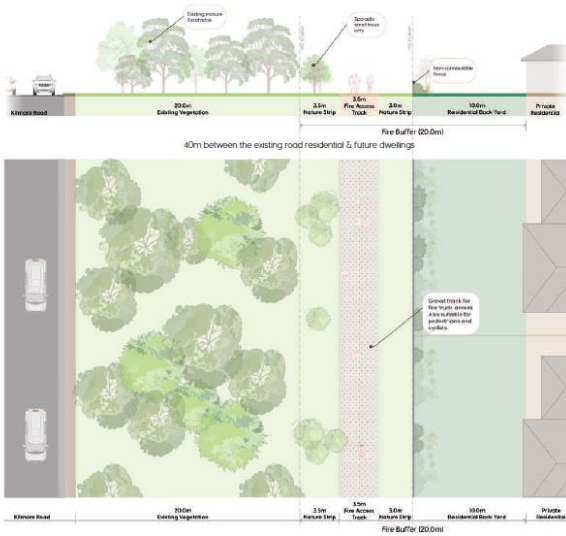 Existing mature
Eucalyptus
Sporadic
small trees
only
Non-combustible
fence
Kilmore Road
20.0m
Existing Vegetation
3.5m
Nature Strip
3.5m
Fire Access
Track
3.0m
Nature Strip
10.0m
Residential Back Yard
Private
Residential
Fire Buffer (20.0m)
40m between the existing road residential & future dwellings
Gravel track for
fire truck access.
Also suitable for
pedestrians and
cyclists.
Kilmore Road
20.0m
Existing Vegetation
3.5m
Nature Strip
3.5m
Fire Access
Track
3.0m
Nature Strip
10.0m
Residential Back Yard
Private
Residential
Fire Buffer (20.0m)